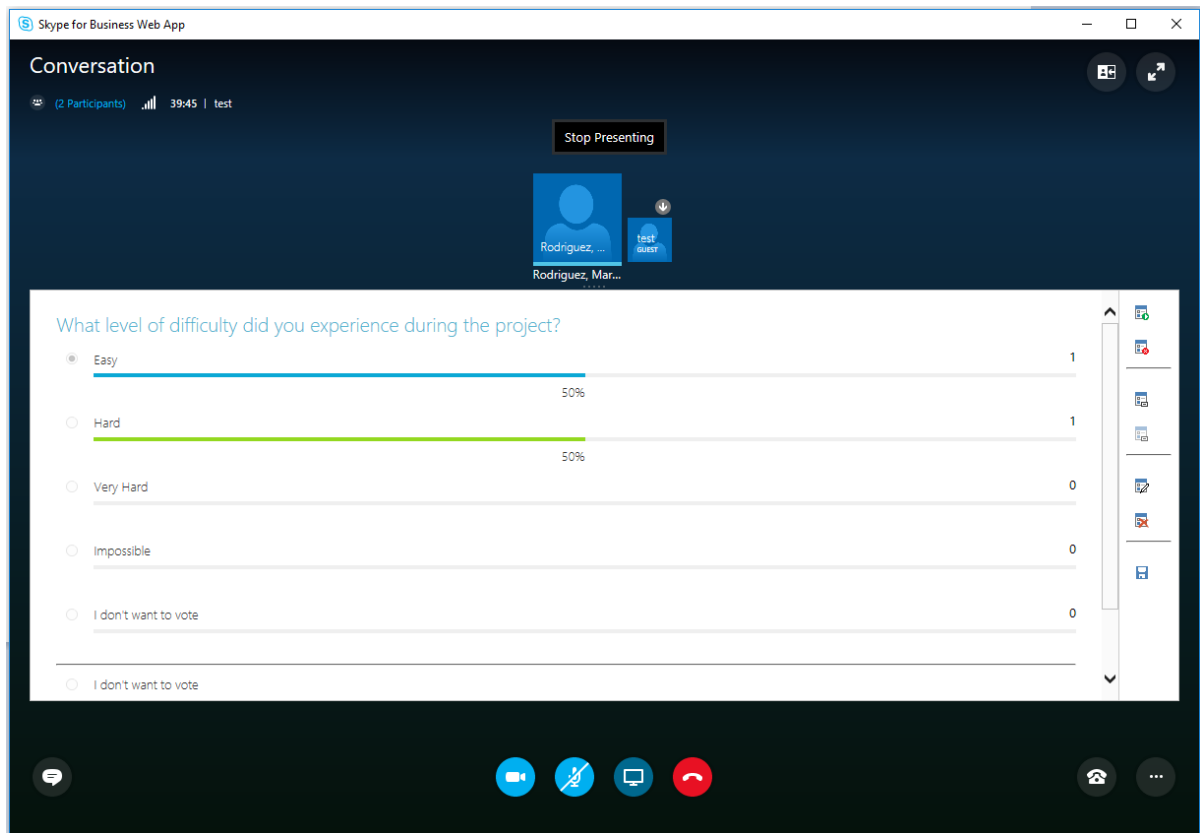 Skype for Business Web App
Conversation
(2 Participants) 39:45 | test
Stop Presenting
Rodriguez, ...
test
GUEST
Rodriguez, Mar...
What level of difficulty did you experience during the project?
Easy 1
50%
Hard 1
50%
Very Hard 0
Impossible 0
I don't want to vote 0
I don't want to vote